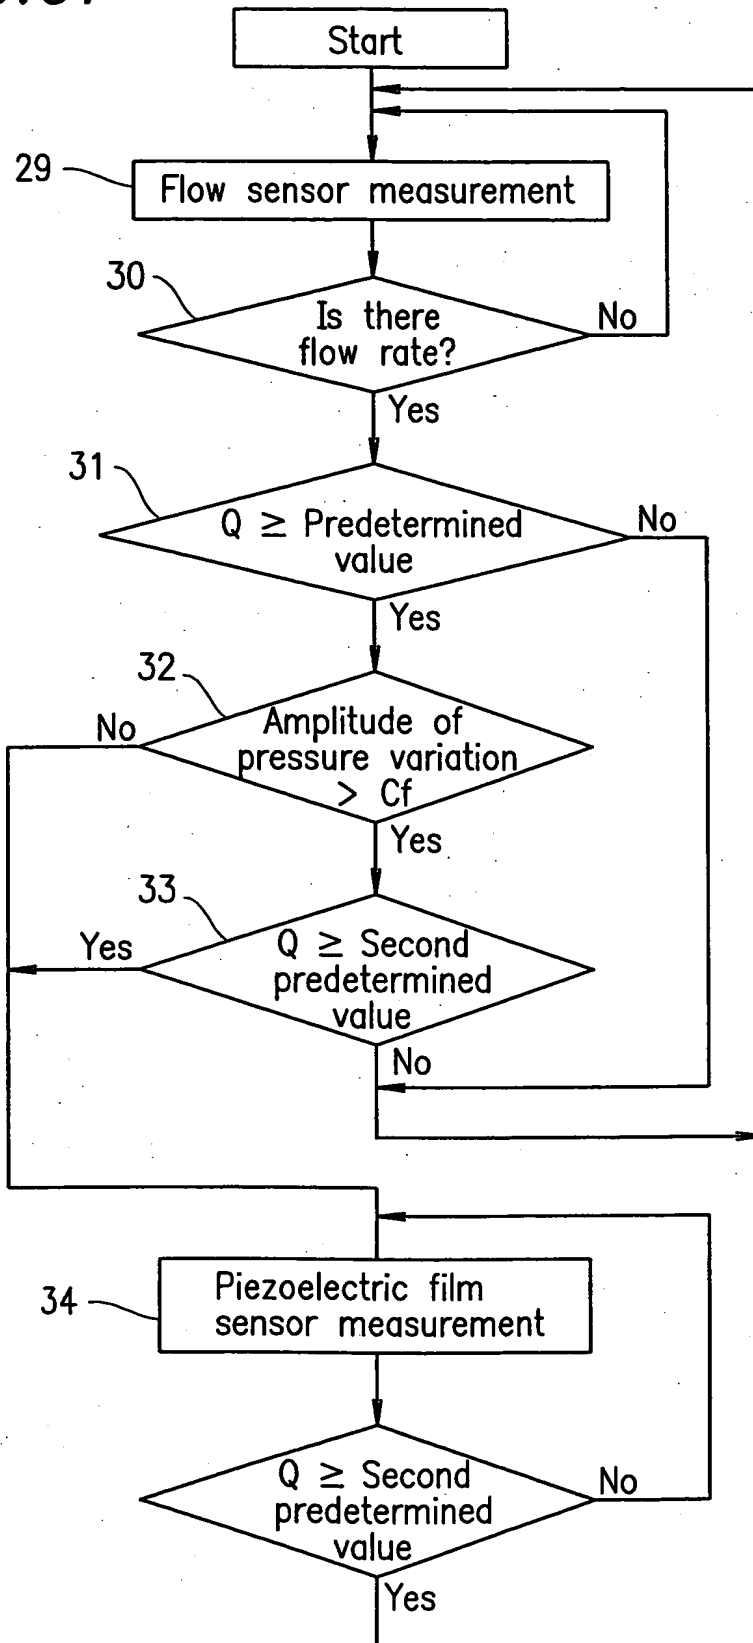 Start
29
Flow sensor measurement
30
Is there
flow rate?
No
Yes
31
Q ≥ Predetermined
value
No
Yes
32
No
Amplitude of
pressure variation
> Cf
Yes
33
Yes
Q ≥ Second
predetermined
value
No
34
Piezoelectric film
sensor measurement
Q ≥ Second
predetermined
value
No
Yes